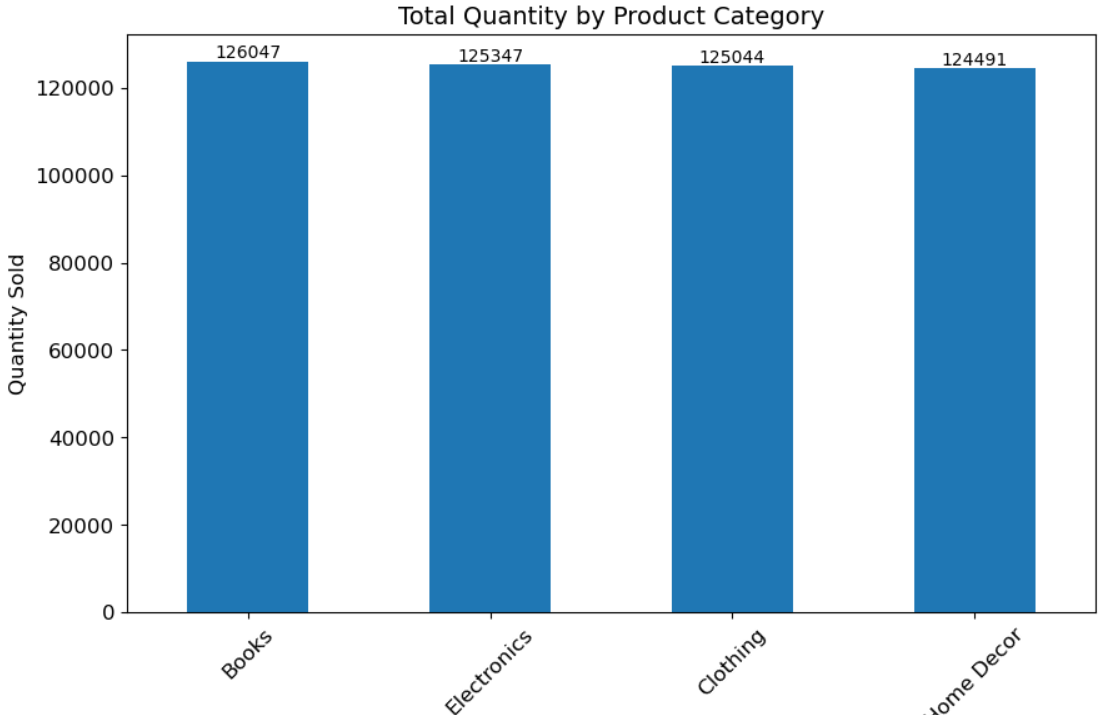 Total Quantity by Product Category
126047
125347
125044
124491
Quantity Sold
120000
100000
80000
60000
40000
20000
0
Books
Electronics
Clothing
Home Decor